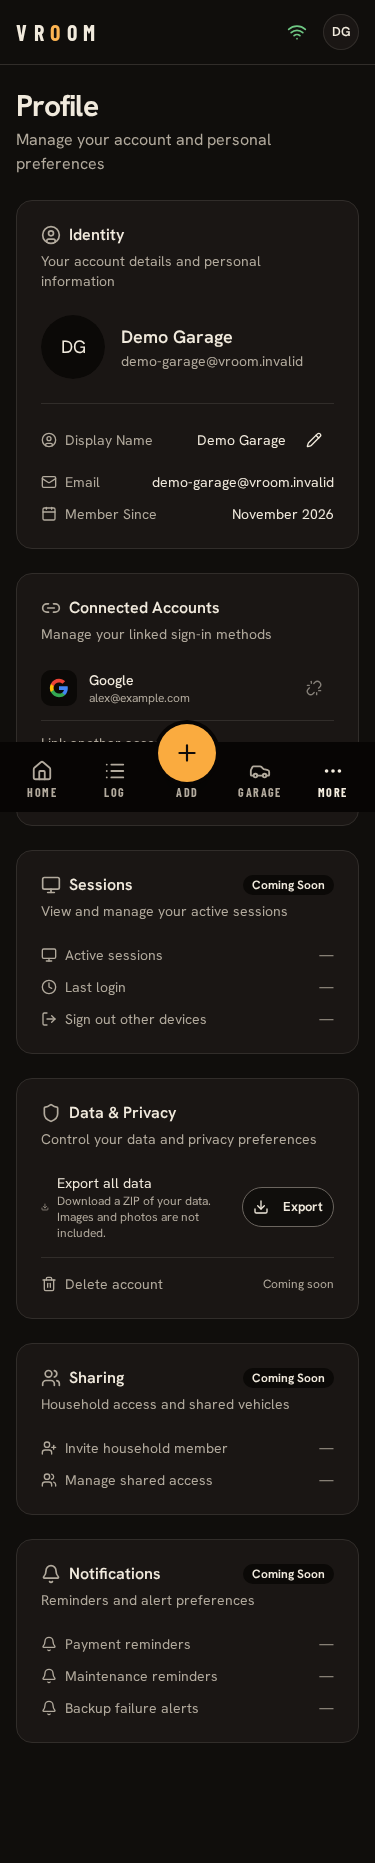 VROOM
DG
Profile
Manage your account and personal
preferences
Identity
Your account details and personal
information
DG
Demo Garage
demo-garage@vroom.invalid
Display Name
Demo Garage
Email
demo-garage@vroom.invalid
Member Since
November 2026
Connected Accounts
Manage your linked sign-in methods
Google
alex@example.com
HOME
LOG
ADD
GARAGE
MORE
Sessions
Coming Soon
View and manage your active sessions
Active sessions
—
Last login
—
Sign out other devices
—
Data & Privacy
Control your data and privacy preferences
Export all data
Download a ZIP of your data.
Images and photos are not
included.
Export
Delete account
Coming soon
Sharing
Coming Soon
Household access and shared vehicles
Invite household member
—
Manage shared access
—
Notifications
Coming Soon
Reminders and alert preferences
Payment reminders
—
Maintenance reminders
—
Backup failure alerts
—